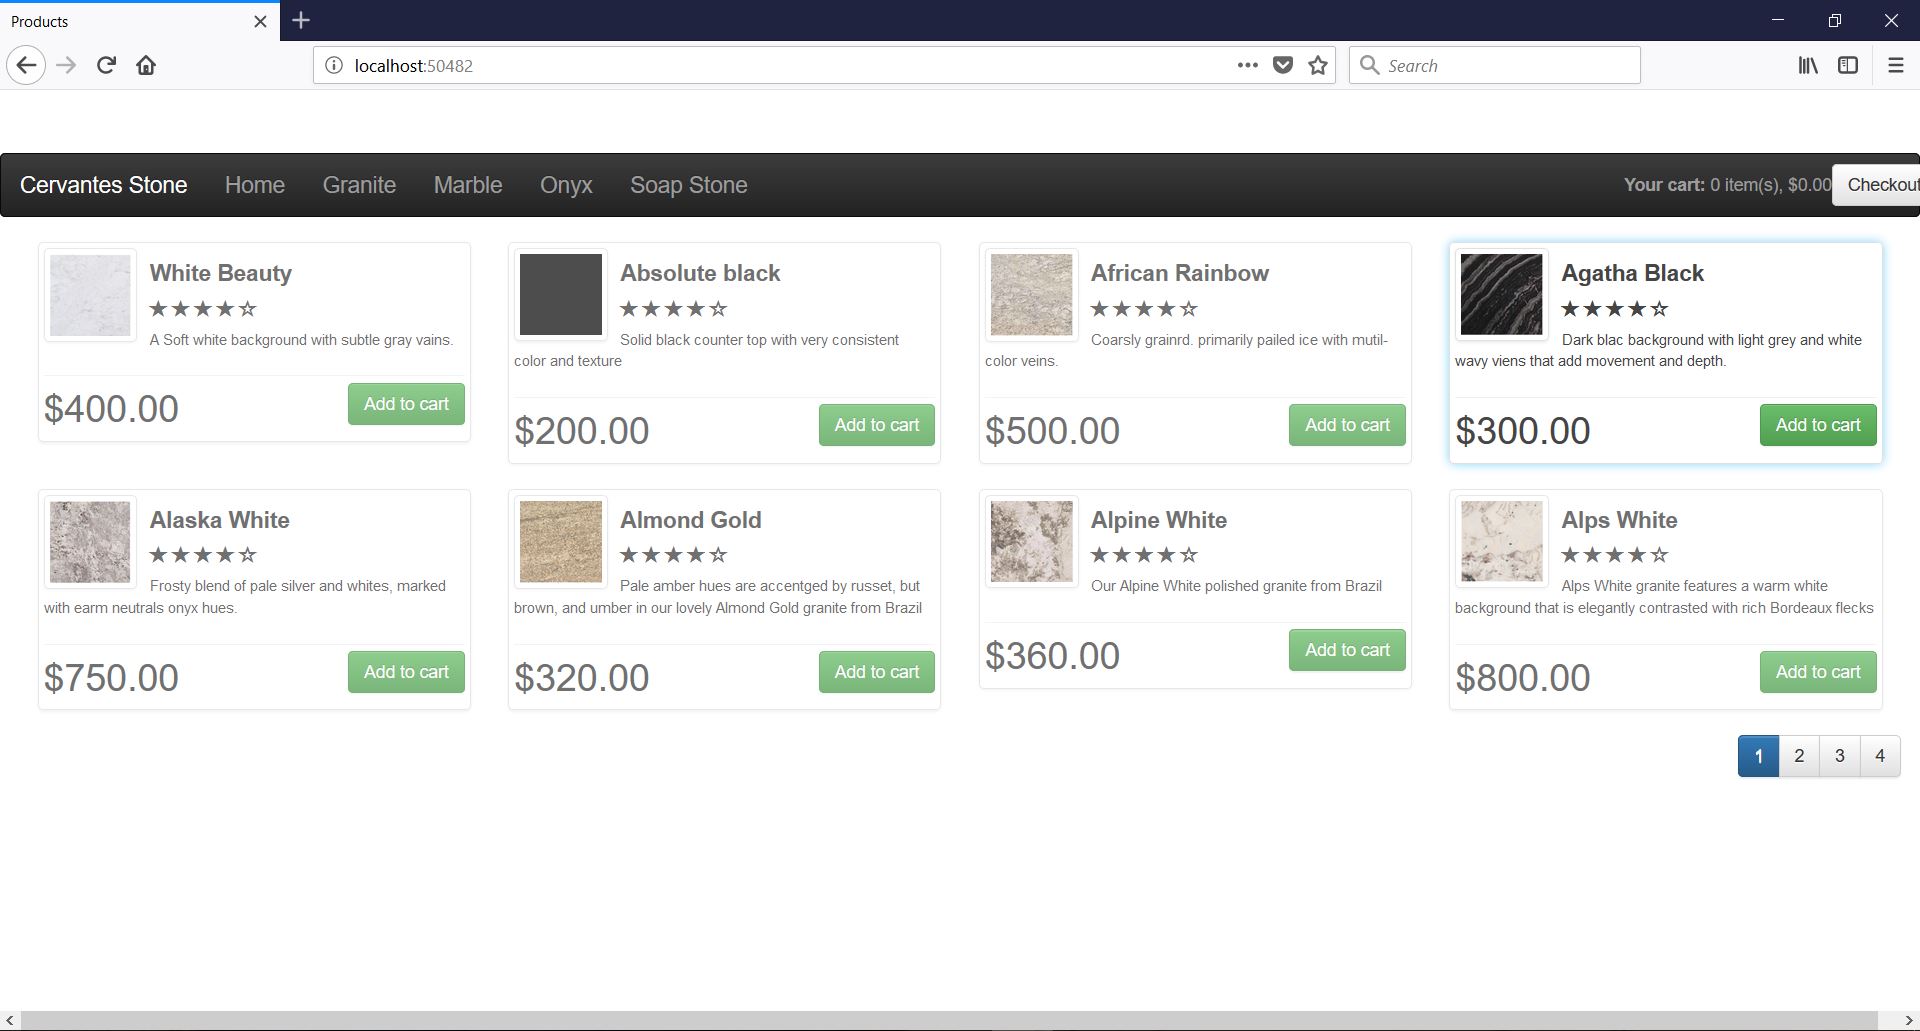 Products
localhost:50482
Search
Cervantes Stone Home Granite Marble Onyx Soap Stone Your cart: 0 item(s), $0.00 Checkout
White Beauty
★★★★☆
A Soft white background with subtle gray vains.
$400.00 Add to cart
Absolute black
★★★★☆
Solid black counter top with very consistent
color and texture
$200.00 Add to cart
African Rainbow
★★★★☆
Coarsly grainrd. primarily pailed ice with mutil-
color veins.
$500.00 Add to cart
Agatha Black
★★★★☆
Dark blac background with light grey and white
wavy viens that add movement and depth.
$300.00 Add to cart
Alaska White
★★★★☆
Frosty blend of pale silver and whites, marked
with earm neutrals onyx hues.
$750.00 Add to cart
Almond Gold
★★★★☆
Pale amber hues are accentged by russet, but
brown, and umber in our lovely Almond Gold granite from Brazil
$320.00 Add to cart
Alpine White
★★★★☆
Our Alpine White polished granite from Brazil
$360.00 Add to cart
Alps White
★★★★☆
Alps White granite features a warm white
background that is elegantly contrasted with rich Bordeaux flecks
$800.00 Add to cart
1 2 3 4